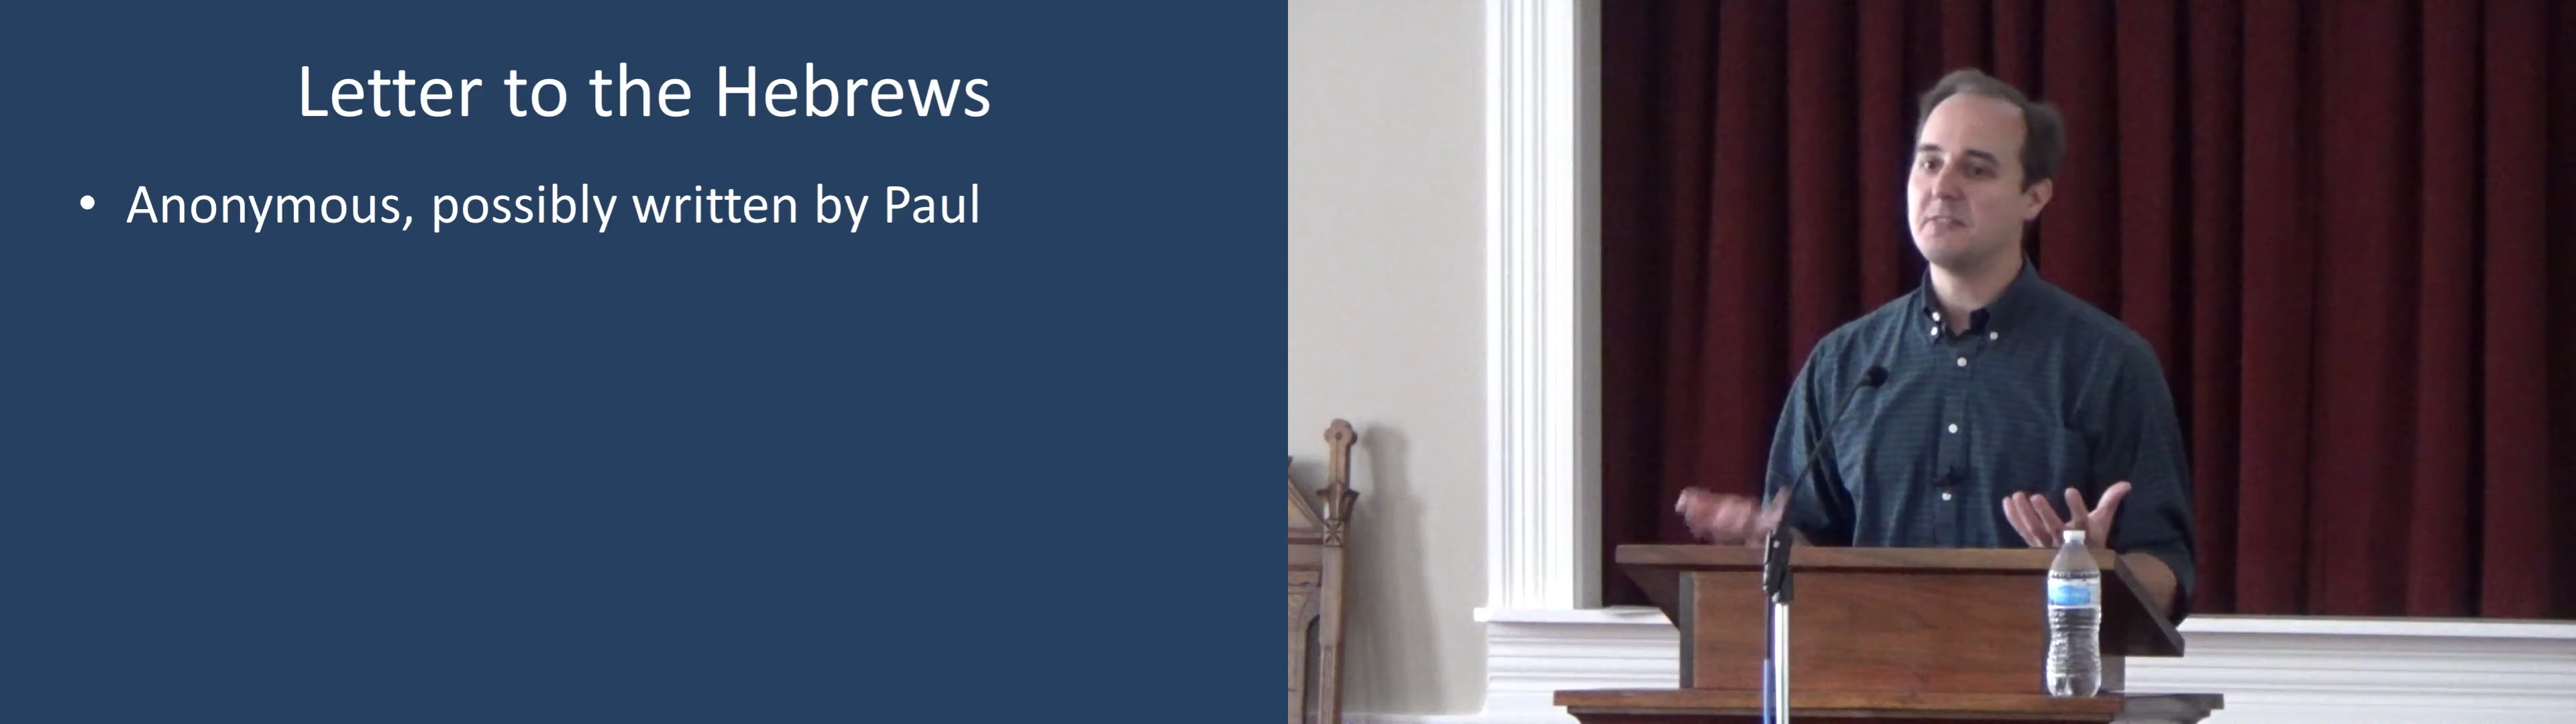 Letter to the Hebrews
• Anonymous, possibly written by Paul